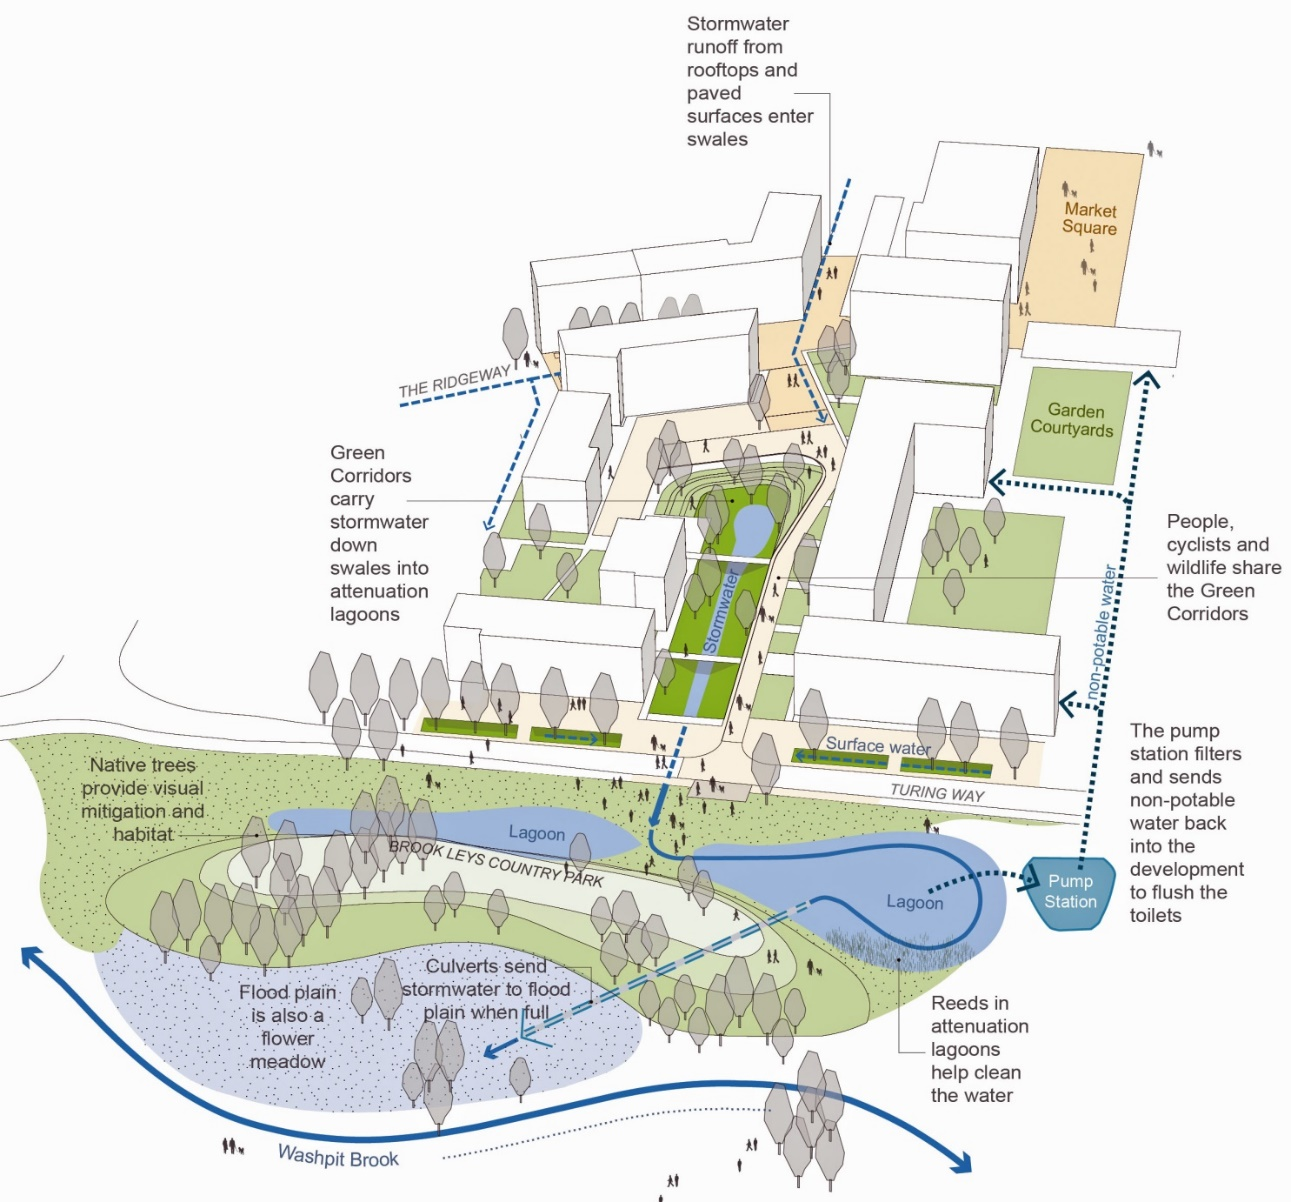 Stormwater
runoff from
rooftops and
paved
surfaces enter
swales
Market
Square
THE RIDGEWAY
Garden
Courtyards
Green
Corridors
carry
stormwater
down
swales into
attenuation
lagoons
People,
cyclists and
wildlife share
the Green
Corridors
Stormwater
non-potable water
The pump
station filters
and sends
non-potable
water back
into the
development
to flush the
toilets
Surface water
TURING WAY
Native trees
provide visual
mitigation and
habitat
Lagoon
BROOK LEYS COUNTRY PARK
Lagoon
Pump
Station
Culverts send
stormwater to flood
plain when full
Flood plain
is also a
flower
meadow
Reeds in
attenuation
lagoons
help clean
the water
Washpit Brook